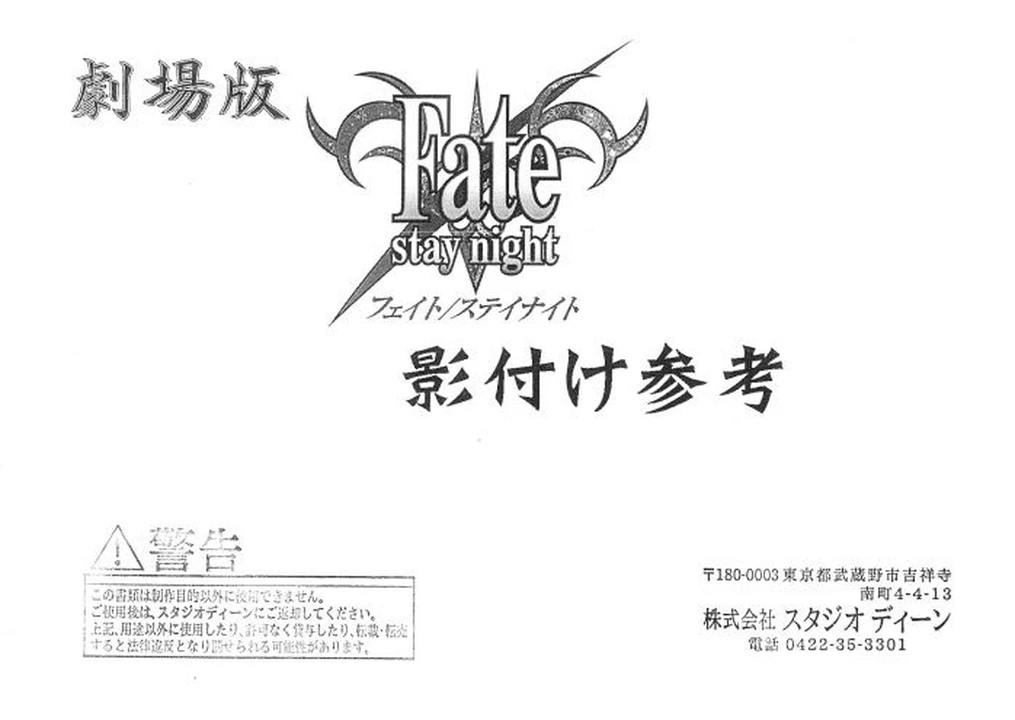 劇場版
Fate
stay night
フェイト/ステイナイト
影付け参考
警告
この書類は制作目的以外に使用できません。
ご使用後は、スタジオディーンにご返却してください。
上記、用途以外に使用したり、許可なく貸与したり、転載・転売
すると法律違反となり罰せられる可能性があります。
〒180-0003 東京都武蔵野市吉祥寺
南町4-4-13
株式会社 スタジオ ディーン
電話 0422-35-3301